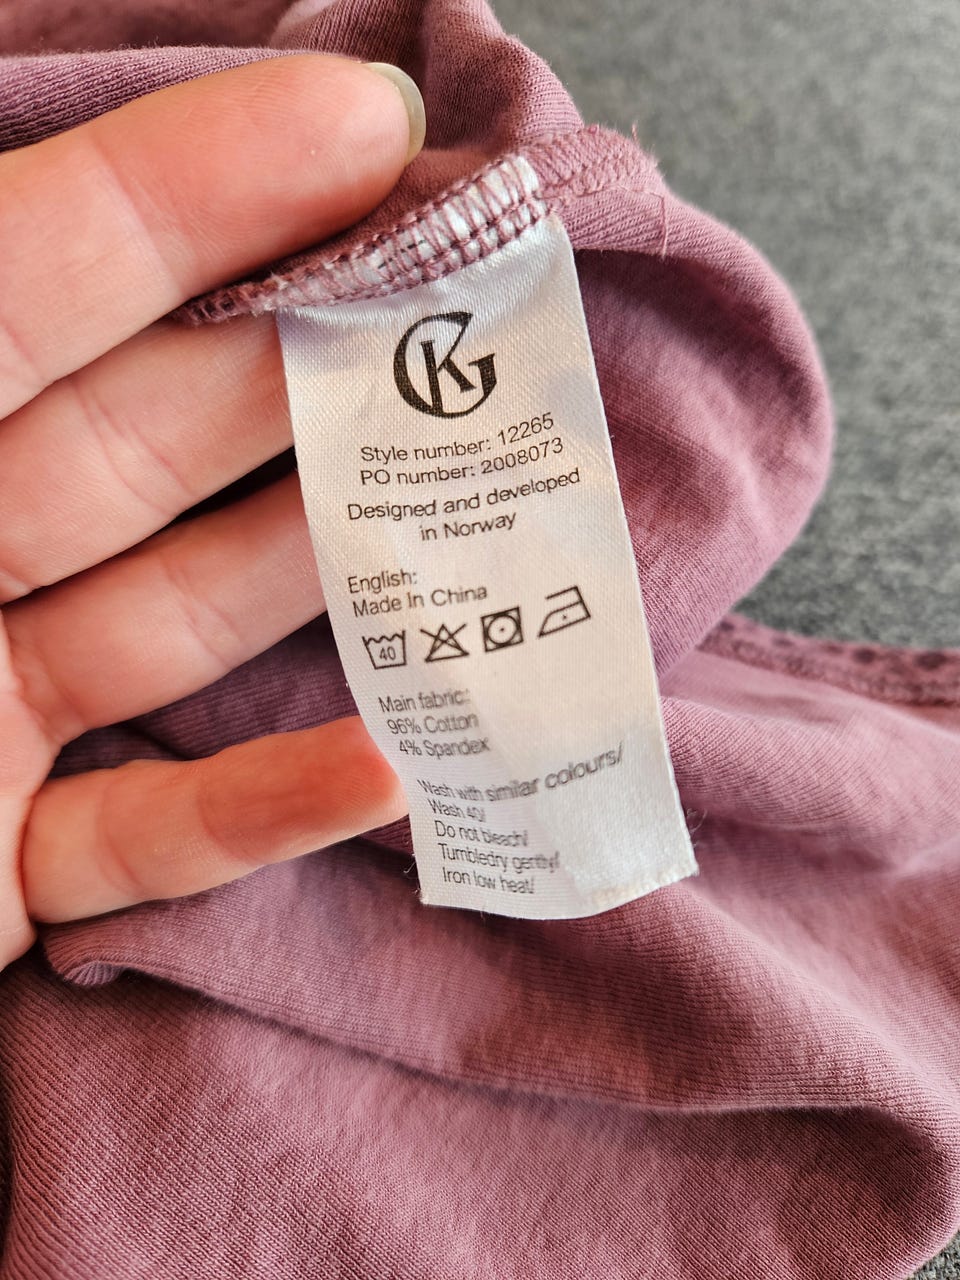 GK
Style number: 12265
PO number: 2008073
Designed and developed
in Norway
English:
Made In China
40
Main fabric:
96% Cotton
4% Spandex
Wash with similar colours/
Wash 40/
Do not bleach/
Tumbledry gently/
Iron low heat/